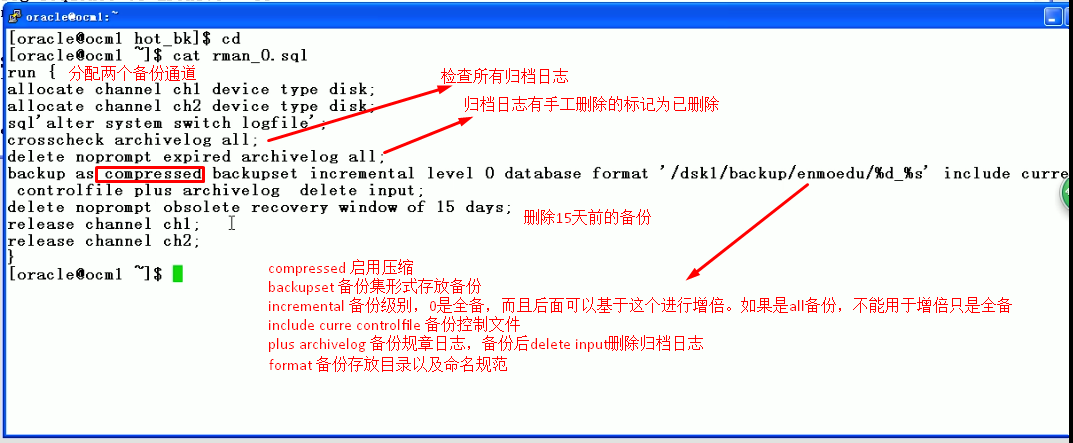 oracle@ocm1:~
[oracle@ocm1 hot_bk]$ cd
[oracle@ocm1 ~]$ cat rman_0.sql
run { 分配两个备份通道
allocate channel ch1 device type disk;
检查所有归档日志
allocate channel ch2 device type disk;
归档日志有手工删除的标记为已删除
sql'alter system switch logfile';
crosscheck archivelog all;
delete noprompt expired archivelog all;
backup as compressed backupset incremental level 0 database format '/dsk1/backup/enmoedu/%d_%s' include curre
controlfile plus archivelog  delete input;
delete noprompt obsolete recovery window of 15 days;
删除15天前的备份
release channel ch1;
release channel ch2;
}
[oracle@ocm1 ~]$
compressed 启用压缩
backupset 备份集形式存放备份
incremental 备份级别，0是全备，而且后面可以基于这个进行增倍。如果是all备份，不能用于增倍只是全备
include curre controlfile 备份控制文件
plus archivelog 备份规章日志，备份后delete input删除归档日志
format 备份存放目录以及命名规范